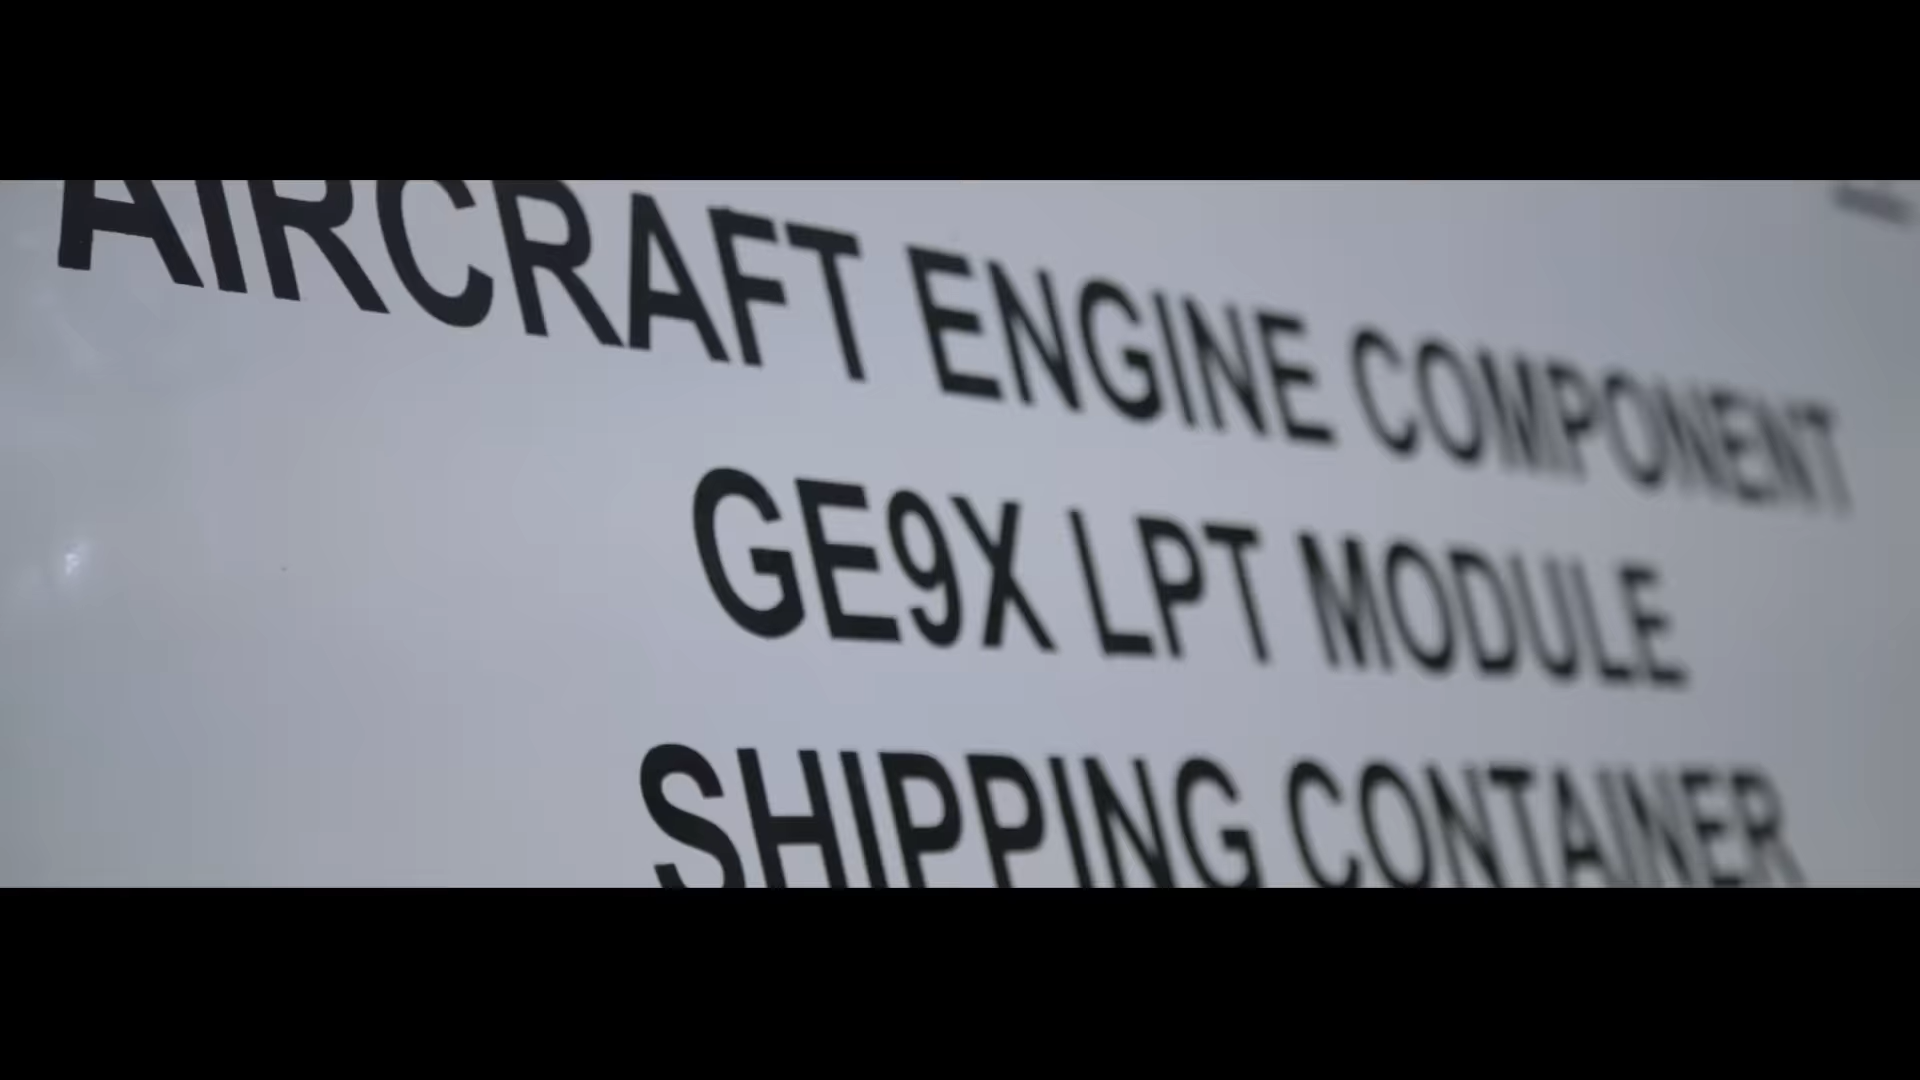 AIRCRAFT ENGINE COMPONENT
GE9X LPT MODULE
SHIPPING CONTAINER